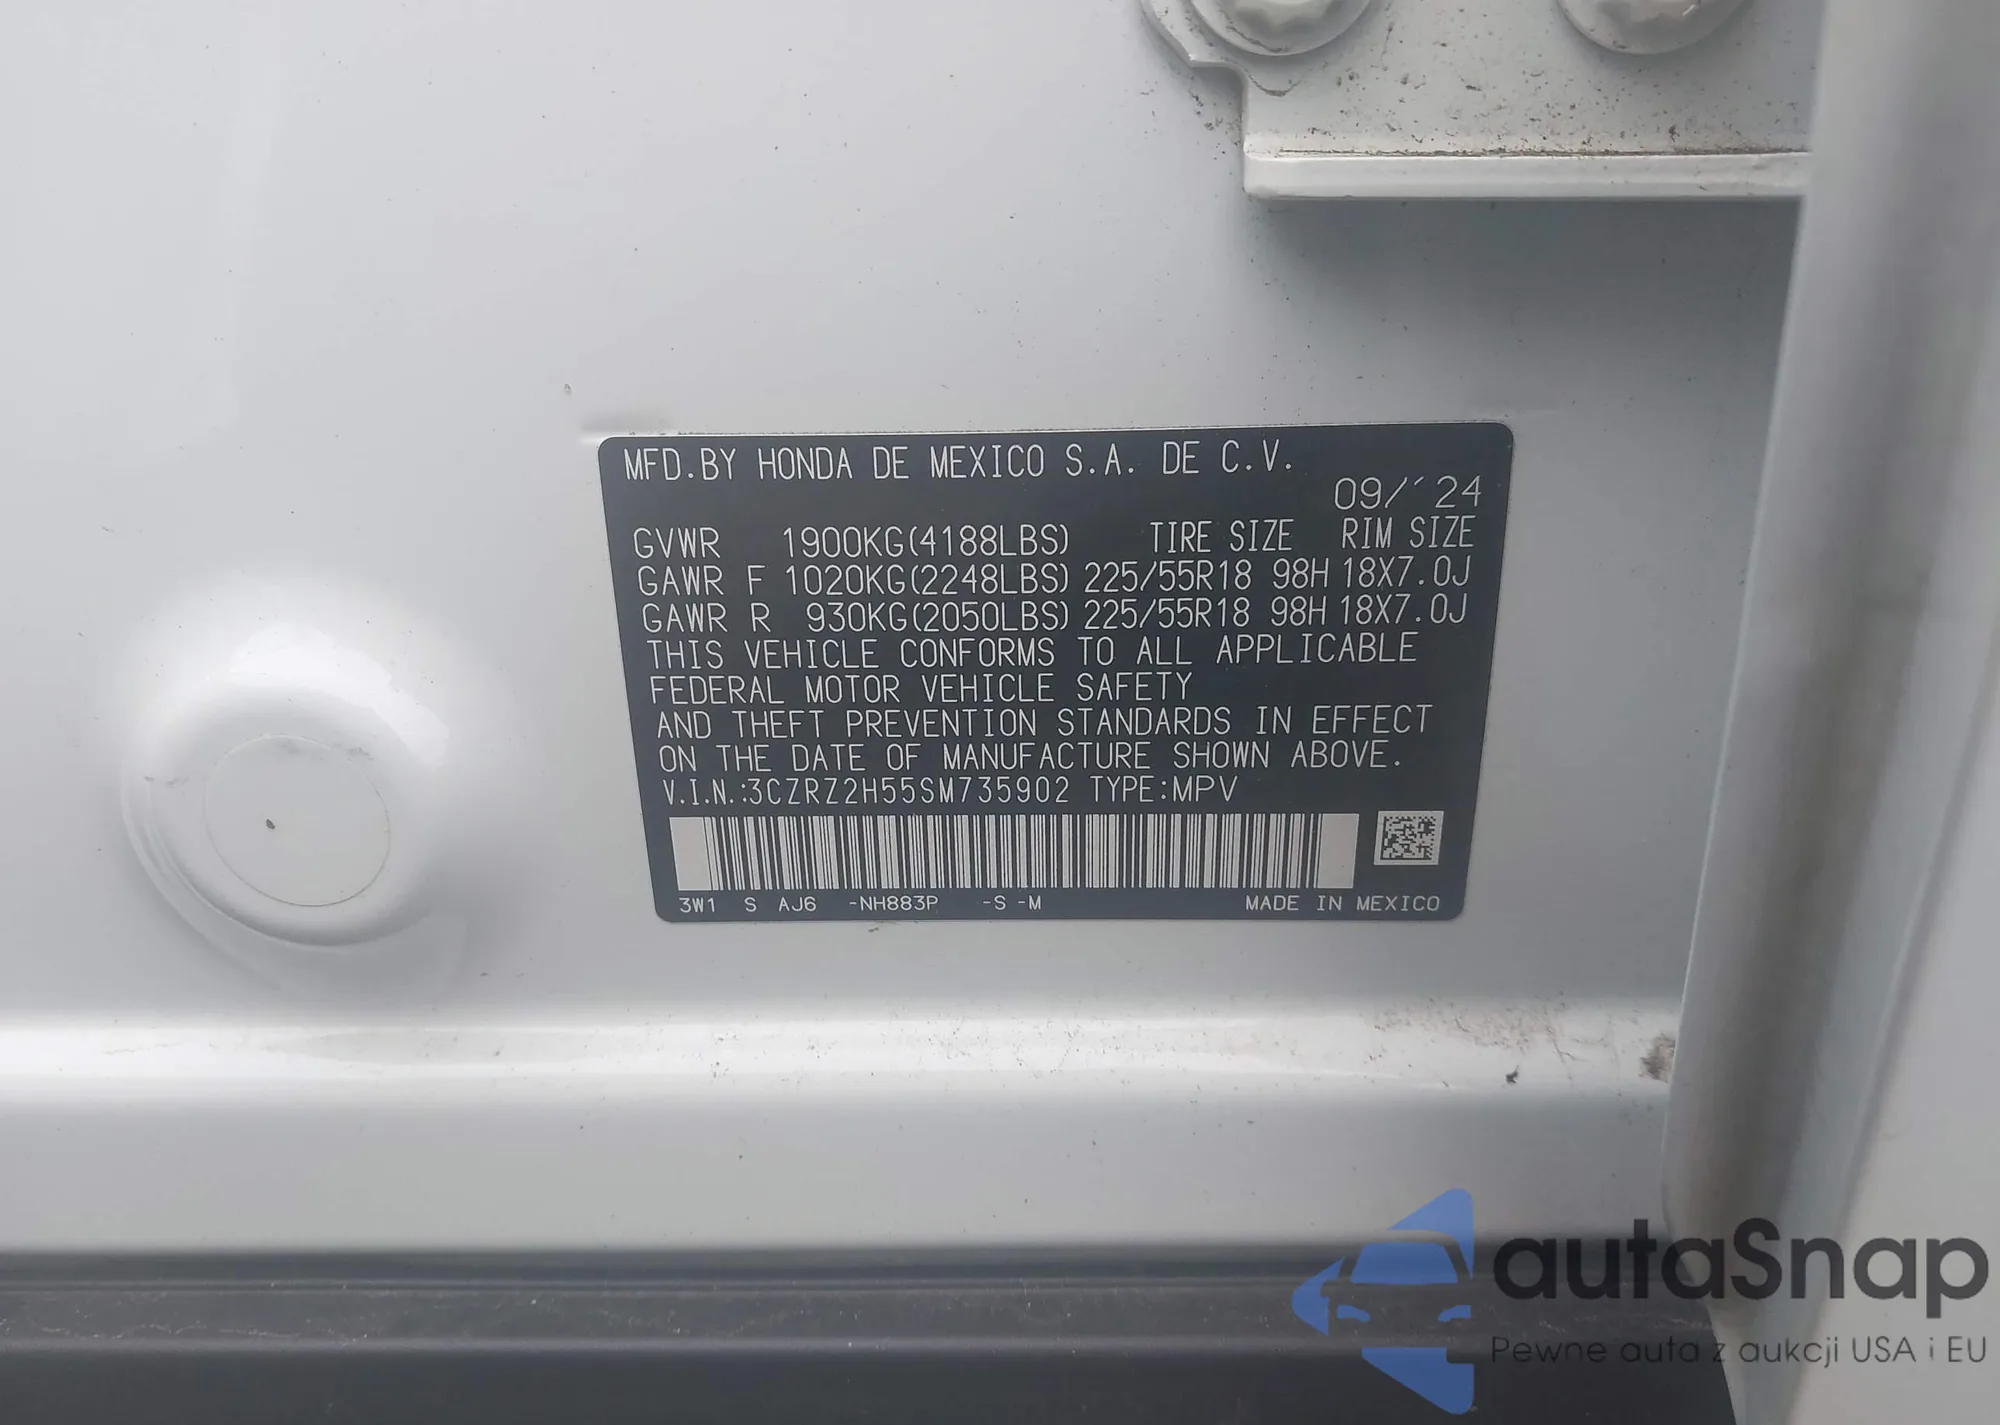 MFD.BY HONDA DE MEXICO S.A. DE C.V.
09/´24
GVWR 1900KG(4188LBS) TIRE SIZE RIM SIZE
GAWR F 1020KG(2248LBS) 225/55R18 98H 18X7.0J
GAWR R 930KG(2050LBS) 225/55R18 98H 18X7.0J
THIS VEHICLE CONFORMS TO ALL APPLICABLE
FEDERAL MOTOR VEHICLE SAFETY
AND THEFT PREVENTION STANDARDS IN EFFECT
ON THE DATE OF MANUFACTURE SHOWN ABOVE.
V.I.N.:3CZRZ2H55SM735902 TYPE:MPV
3W1 S AJ6 -NH883P -S -M MADE IN MEXICO
autaSnap
Pewne auta z aukcji USA i EU